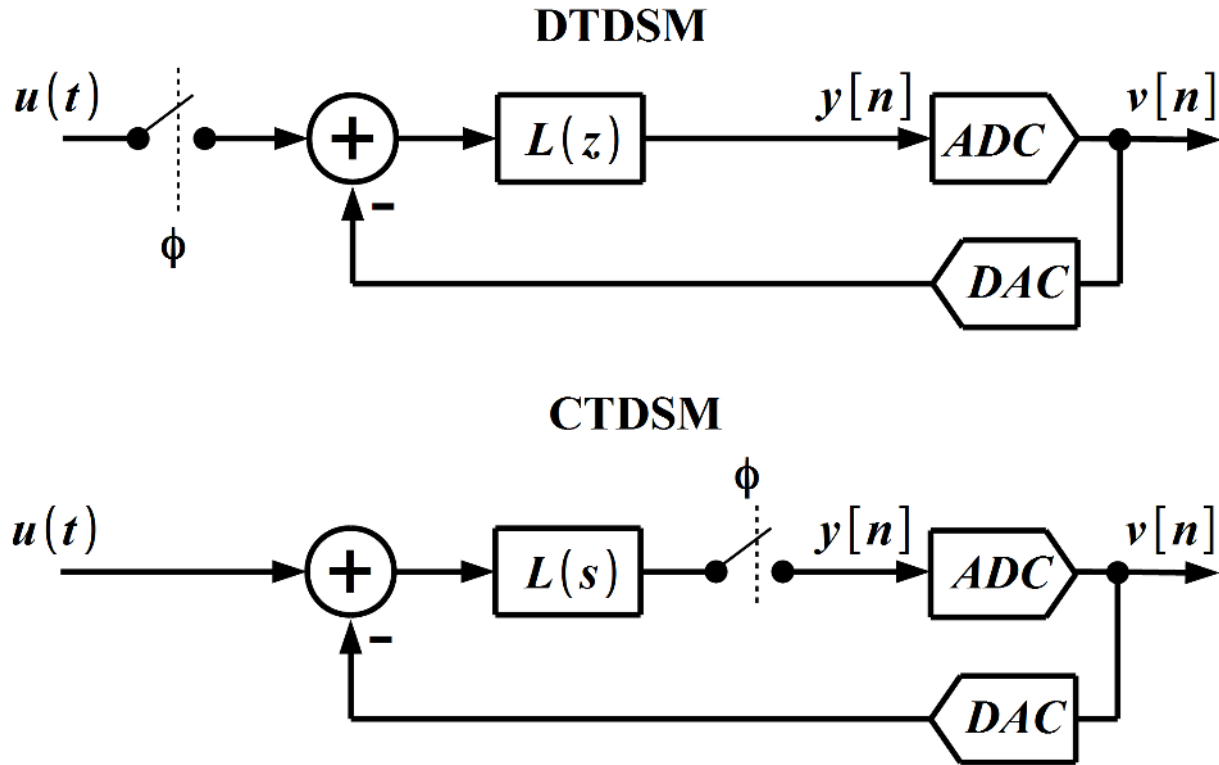 DTDSM
u(t)
ϕ
+
-
L(z)
y[n]
ADC
v[n]
DAC
CTDSM
u(t)
+
-
L(s)
ϕ
y[n]
ADC
v[n]
DAC